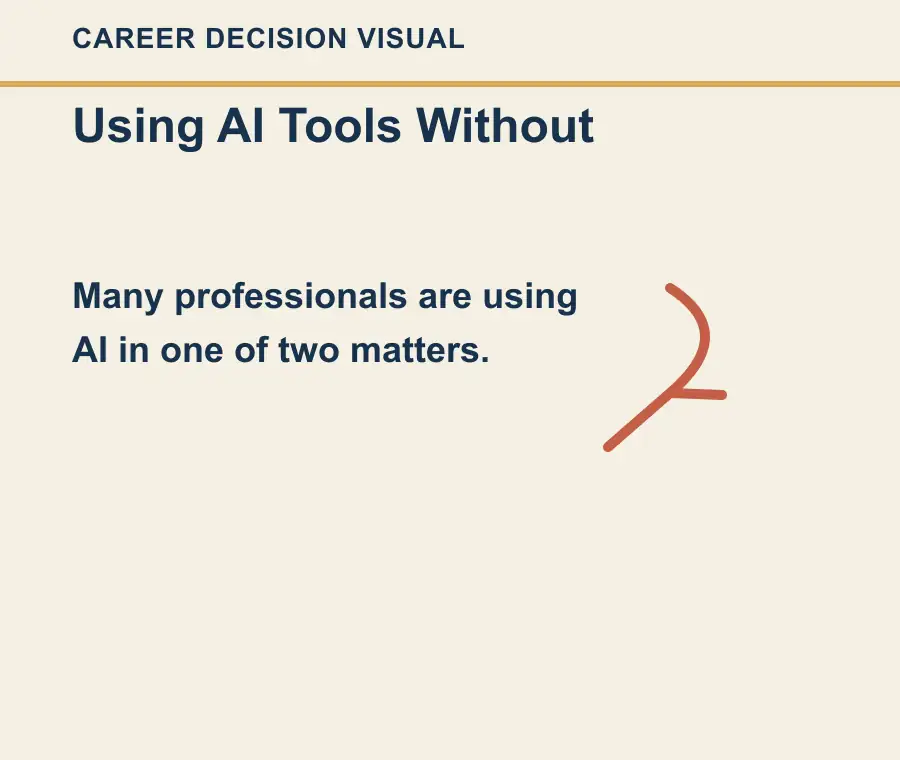 CAREER DECISION VISUAL
Using AI Tools Without
Many professionals are using
AI in one of two matters.